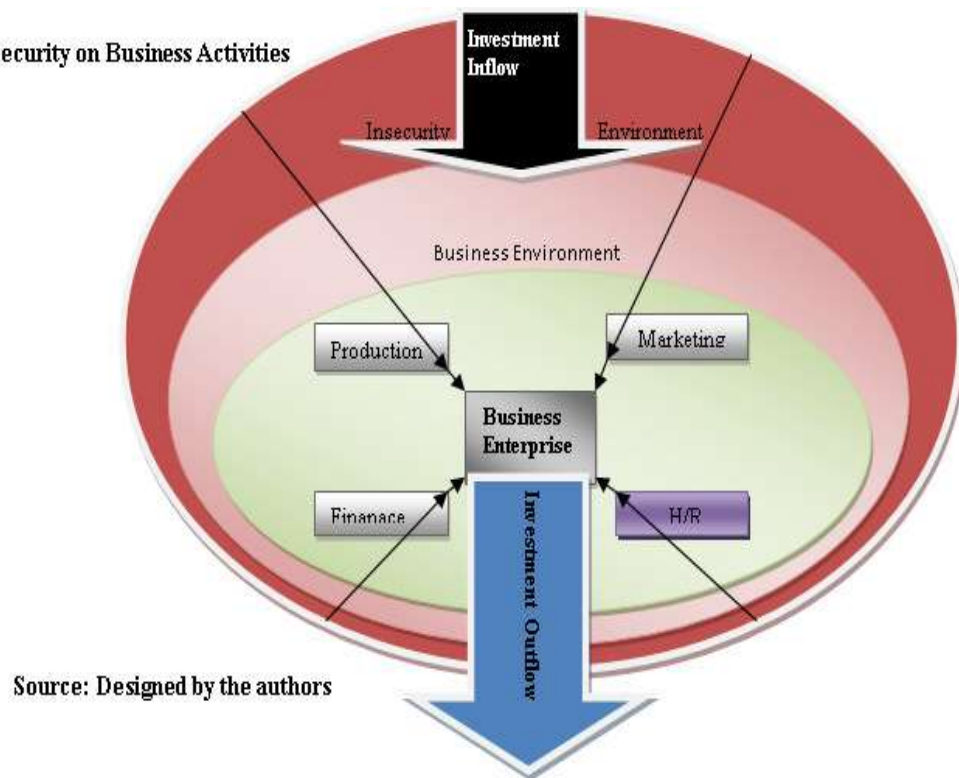 ecurity on Business Activities
Investment
Inflow
Insecurity Environment
Business Environment
Production
Marketing
Business
Enterprise
Finanace
H/R
Investment Outflow
Source: Designed by the authors